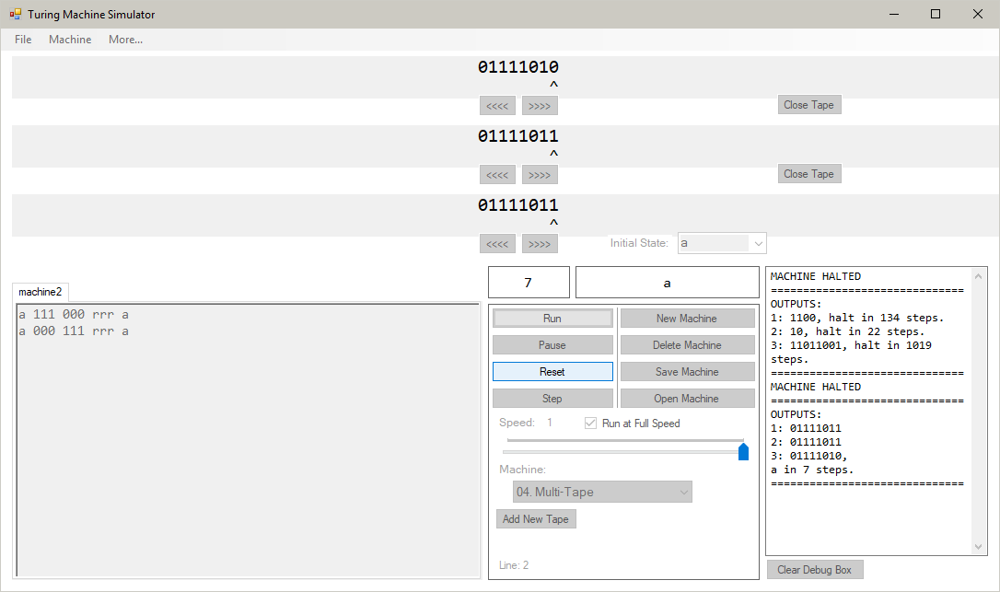 Turing Machine Simulator
File Machine More...
01111010
^
<<<< >>>> Close Tape
01111011
^
<<<< >>>> Close Tape
01111011
^
<<<< >>>> Initial State: a
machine2
a 111 000 rrr a
a 000 111 rrr a
7 a
Run New Machine
Pause Delete Machine
Reset Save Machine
Step Open Machine
Speed: 1 Run at Full Speed
Machine:
04. Multi-Tape
Add New Tape
Line: 2
MACHINE HALTED
==============================
OUTPUTS:
1: 1100, halt in 134 steps.
2: 10, halt in 22 steps.
3: 11011001, halt in 1019
steps.
==============================
MACHINE HALTED
==============================
OUTPUTS:
1: 01111011
2: 01111011
3: 01111010,
a in 7 steps.
==============================
Clear Debug Box